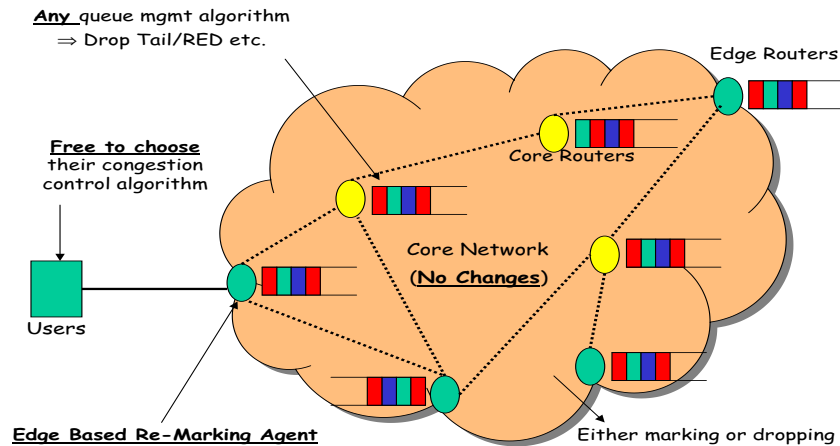 Any queue mgmt algorithm
⇒ Drop Tail/RED etc.
Edge Routers
Free to choose
their congestion
control algorithm
Core Routers
Core Network
(No Changes)
Users
Edge Based Re-Marking Agent
Either marking or dropping